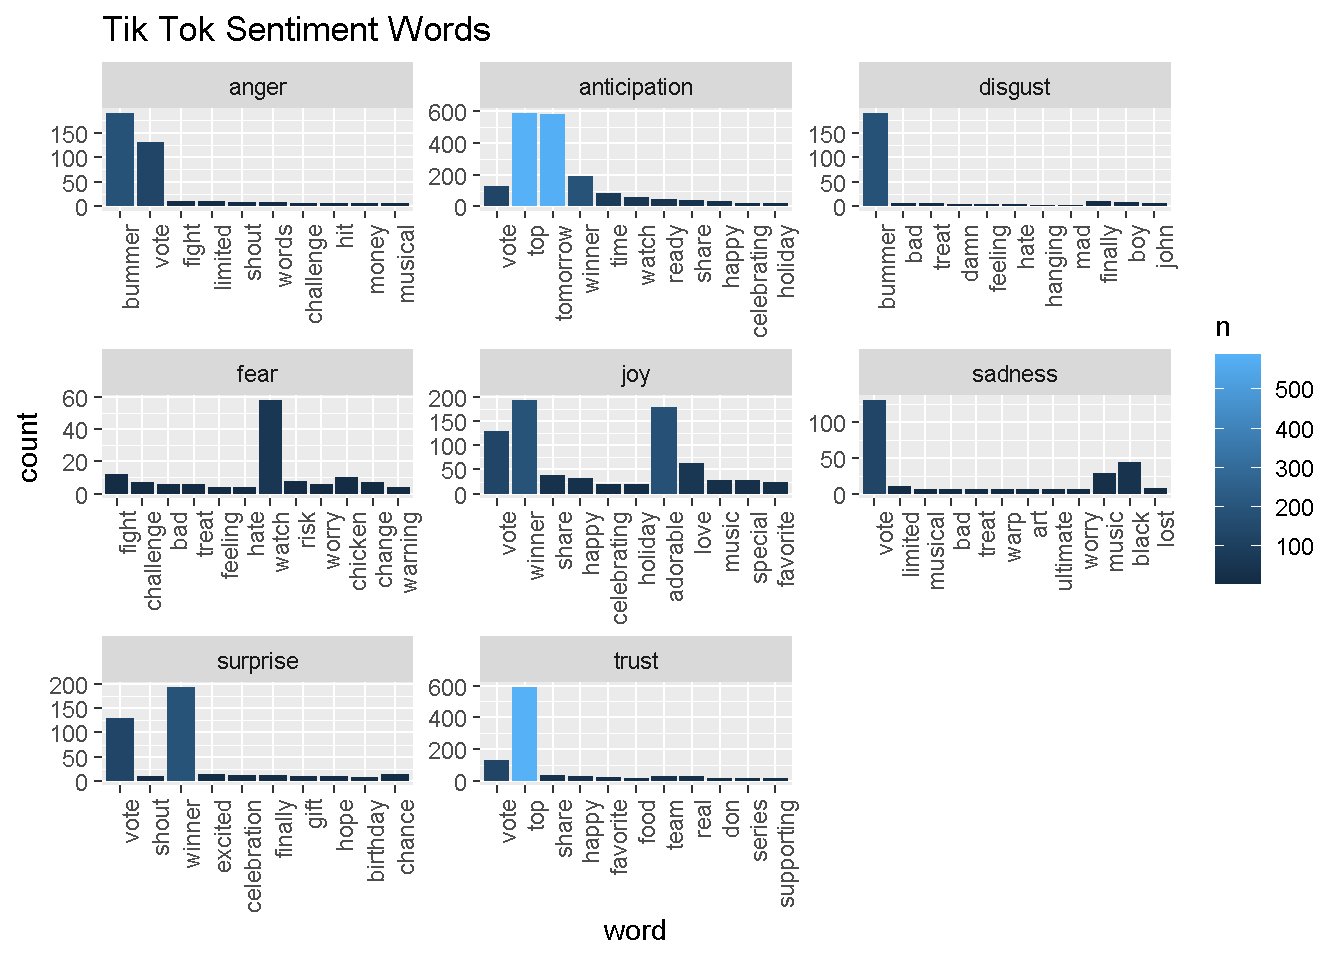 Tik Tok Sentiment Words
anger
150
100
50
0
bummer
vote
fight
limited
shout
words
challenge
hit
money
musical
anticipation
600
400
200
0
vote
top
tomorrow
winner
time
watch
ready
share
happy
celebrating
holiday
disgust
150
100
50
0
bummer
bad
treat
damn
feeling
hate
hanging
mad
finally
boy
john
fear
60
40
20
0
fight
challenge
bad
treat
feeling
hate
watch
risk
worry
chicken
change
warning
joy
200
150
100
50
0
vote
winner
share
happy
celebrating
holiday
adorable
love
music
special
favorite
sadness
100
50
0
vote
limited
musical
bad
treat
warp
art
ultimate
worry
music
black
lost
surprise
200
150
100
50
0
vote
shout
winner
excited
celebration
finally
gift
hope
birthday
chance
trust
600
400
200
0
vote
top
share
happy
favorite
food
team
real
don
series
supporting
count
word
n
500
400
300
200
100